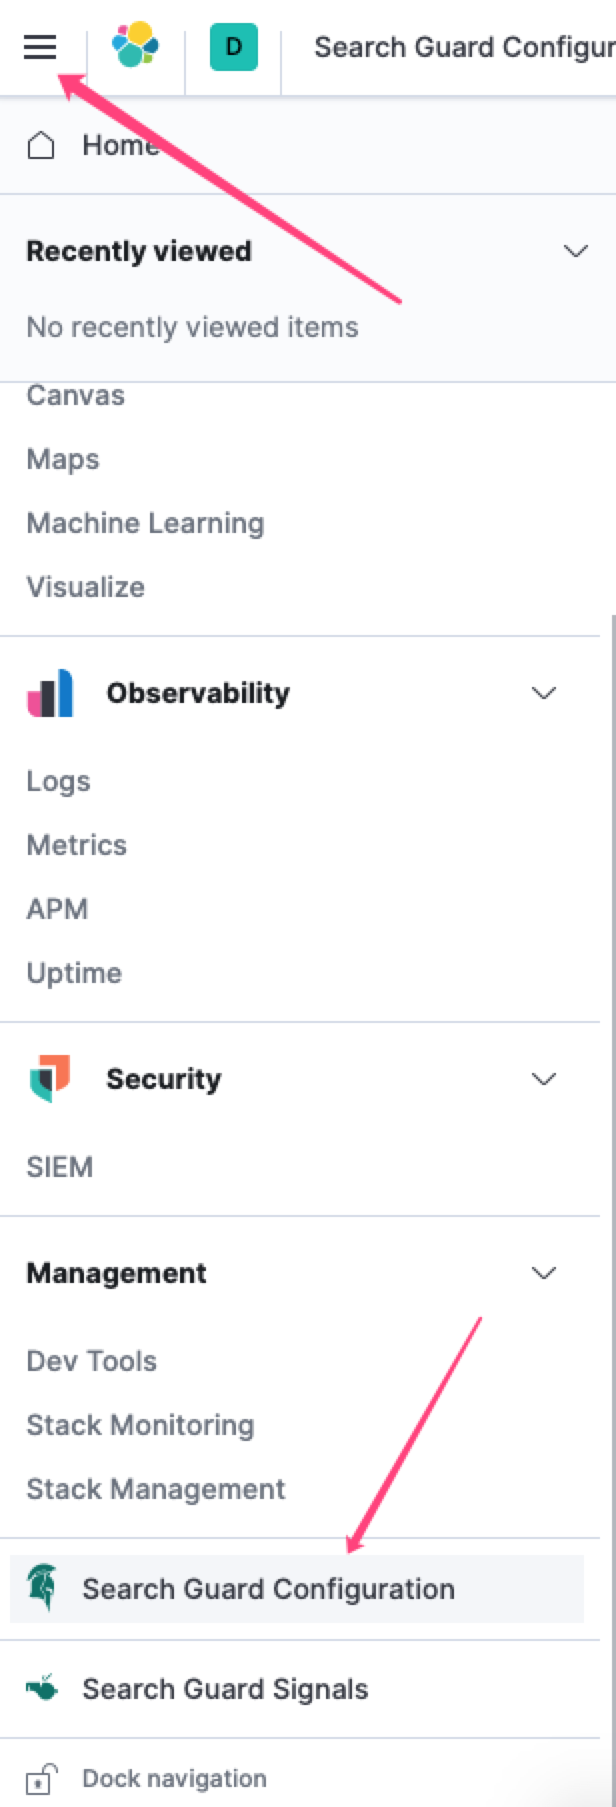 D
Search Guard Configur
Home
Recently viewed
No recently viewed items
Canvas
Maps
Machine Learning
Visualize
Observability
Logs
Metrics
APM
Uptime
Security
SIEM
Management
Dev Tools
Stack Monitoring
Stack Management
Search Guard Configuration
Search Guard Signals
Dock navigation